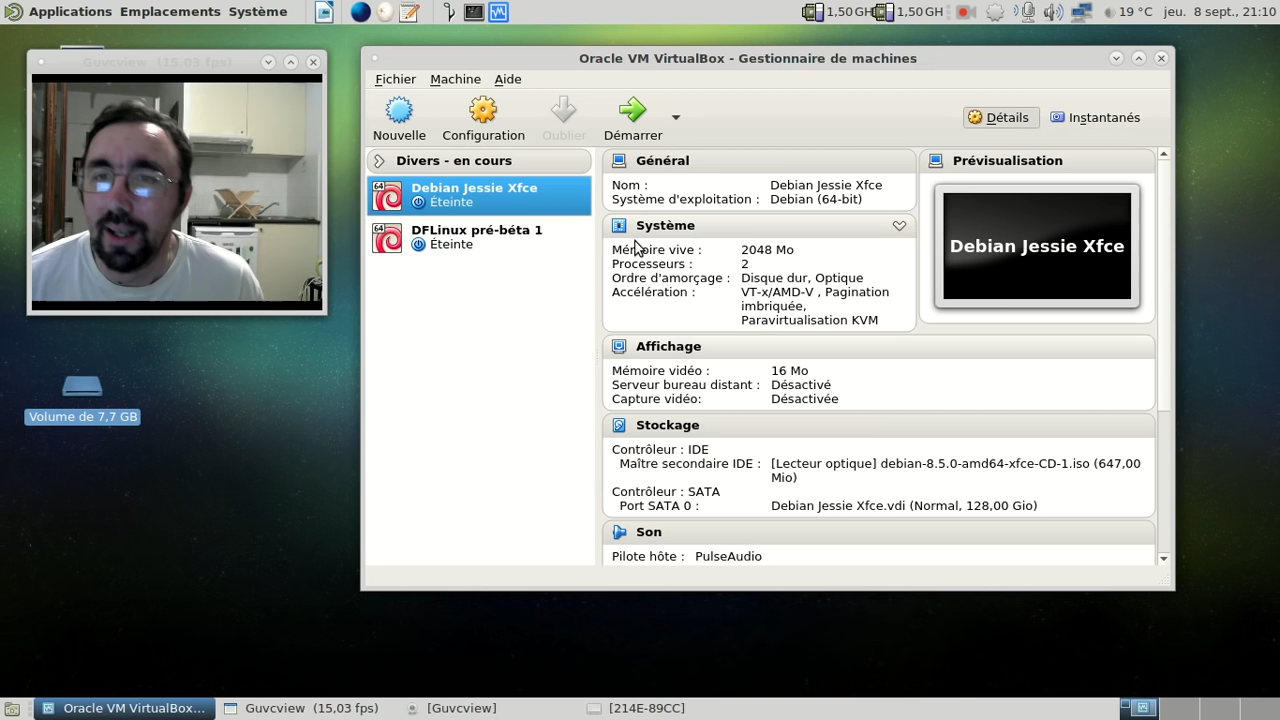 Applications Emplacements Système
1,50 GH 1,50 GH 19 °C jeu. 8 sept., 21:10
Guvcview (15,03 fps)
Volume de 7,7 GB
Oracle VM VirtualBox - Gestionnaire de machines
Fichier Machine Aide
Nouvelle Configuration Oublier Démarrer Détails Instantanés
Divers - en cours
64 Debian Jessie Xfce
Éteinte
64 DFLinux pré-béta 1
Éteinte
Général
Nom : Debian Jessie Xfce
Système d'exploitation : Debian (64-bit)
Système
Mémoire vive : 2048 Mo
Processeurs : 2
Ordre d'amorçage : Disque dur, Optique
Accélération : VT-x/AMD-V , Pagination
imbriquée,
Paravirtualisation KVM
Prévisualisation
Debian Jessie Xfce
Affichage
Mémoire vidéo : 16 Mo
Serveur bureau distant : Désactivé
Capture vidéo: Désactivée
Stockage
Contrôleur : IDE
Maître secondaire IDE : [Lecteur optique] debian-8.5.0-amd64-xfce-CD-1.iso (647,00
Mio)
Contrôleur : SATA
Port SATA 0 : Debian Jessie Xfce.vdi (Normal, 128,00 Gio)
Son
Pilote hôte : PulseAudio
Oracle VM VirtualBox... Guvcview (15,03 fps) [Guvcview] [214E-89CC]